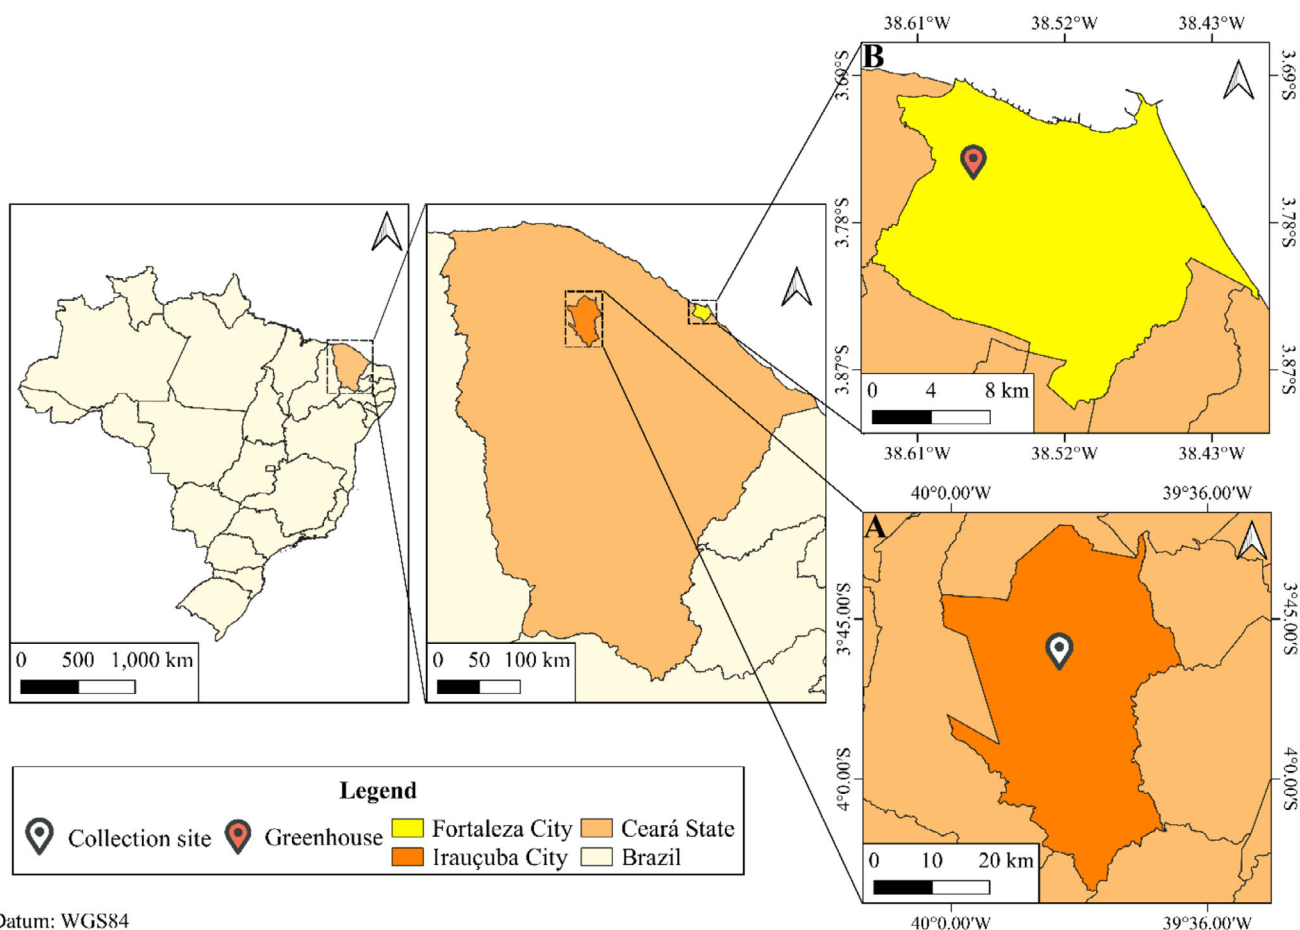 38.61°W 38.52°W 38.43°W
B
3.69°S 3.69°S
3.78°S 3.78°S
3.87°S 3.87°S
0 4 8 km
38.61°W 38.52°W 38.43°W
0 500 1,000 km
0 50 100 km
40°0.00'W 39°36.00'W
A
3°45.00'S 3°45.00'S
4°0.00'S 4°0.00'S
0 10 20 km
40°0.00'W 39°36.00'W
Legend
Collection site Greenhouse Fortaleza City Ceará State
Irauçuba City Brazil
Datum: WGS84